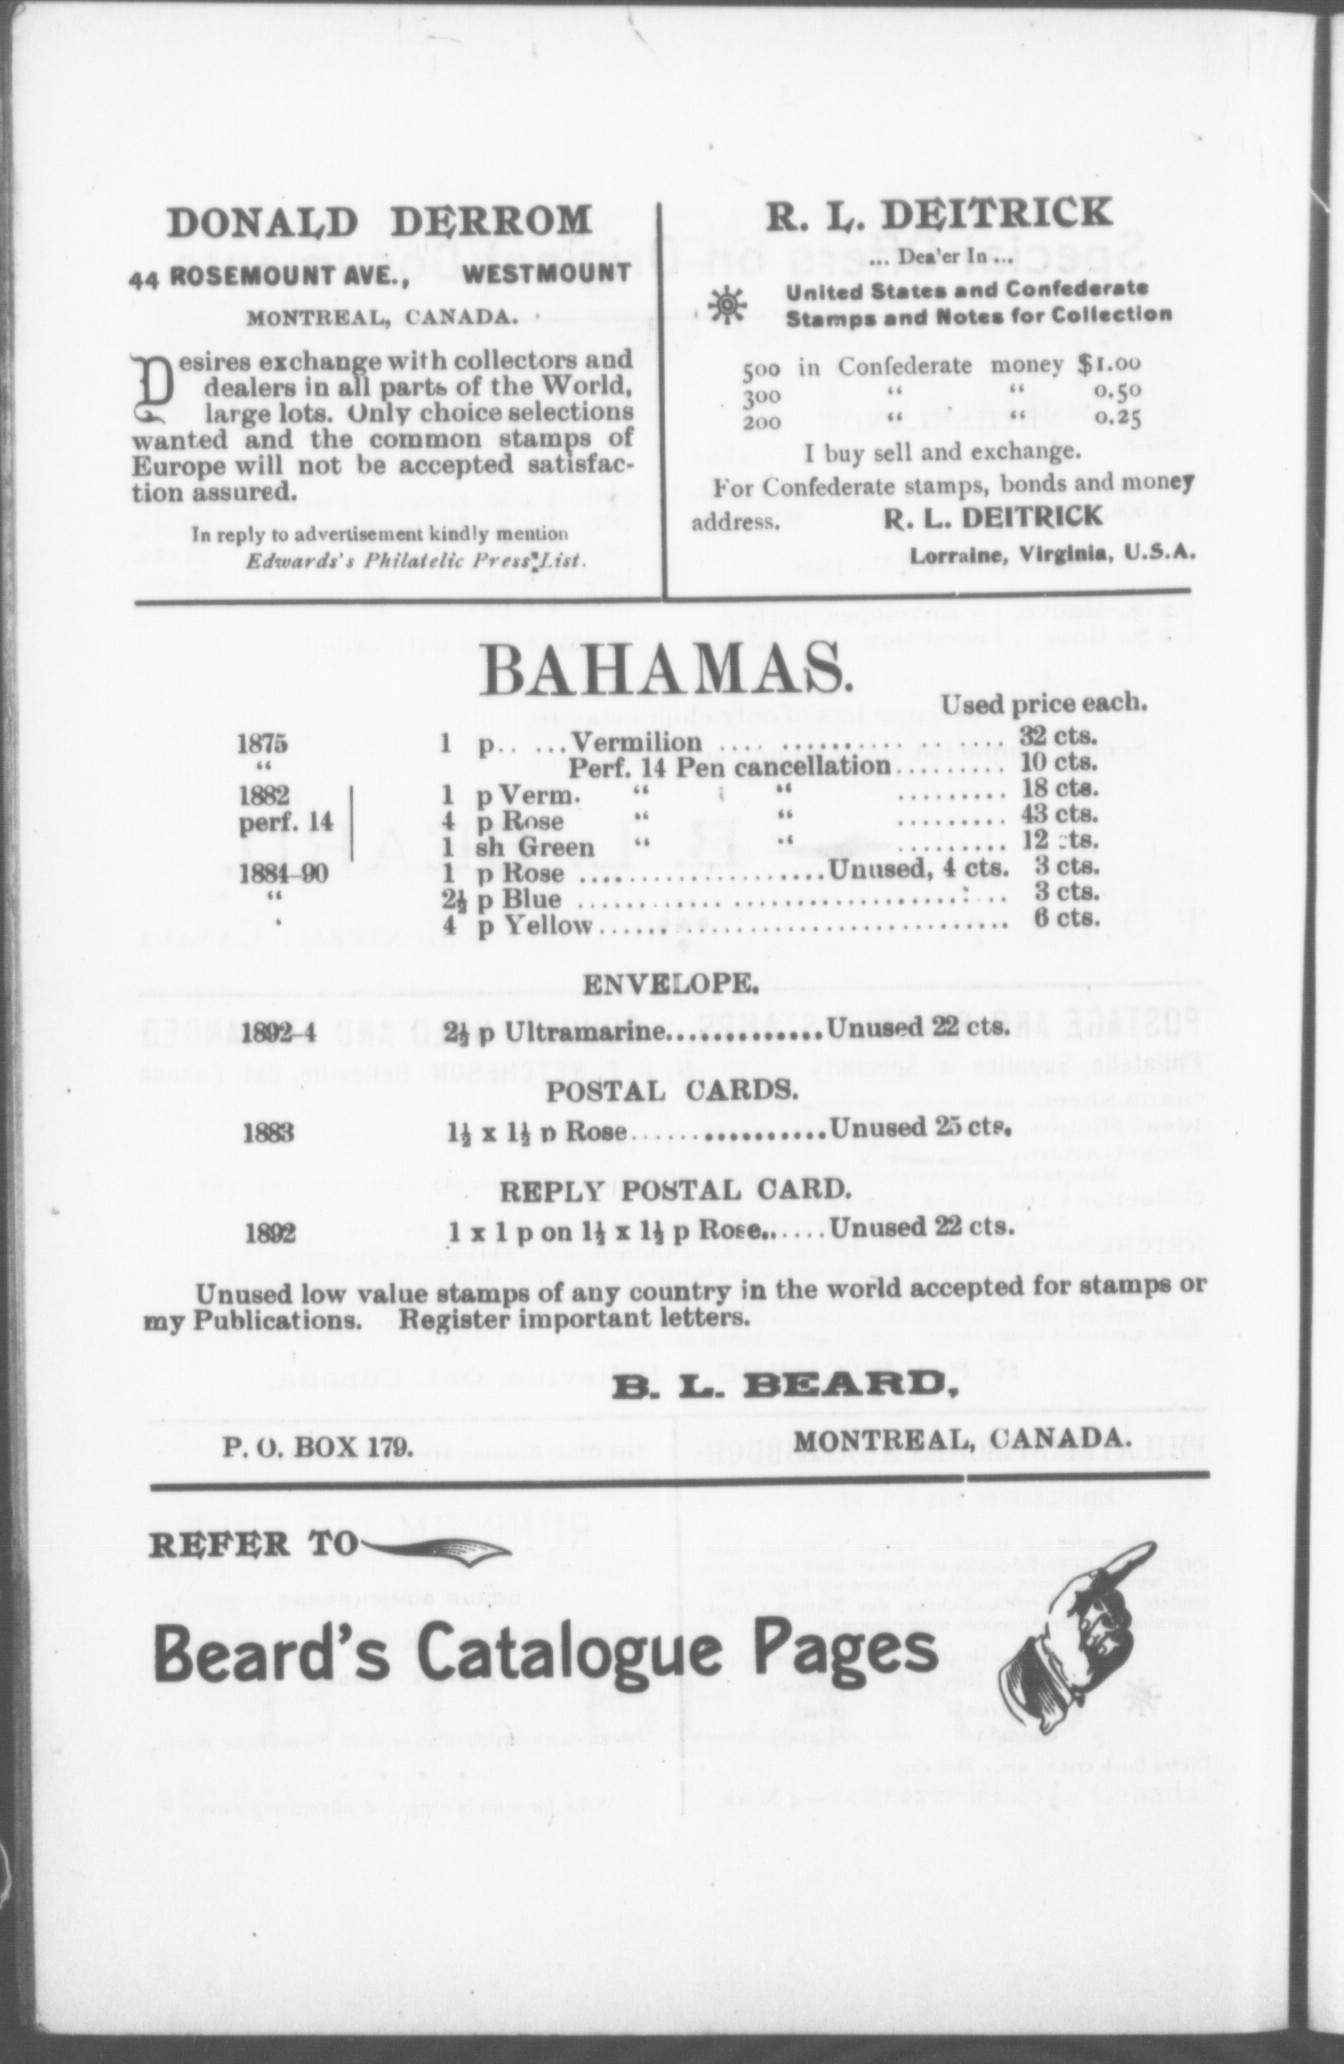 DONALD DERROM
44 ROSEMOUNT AVE., WESTMOUNT
MONTREAL, CANADA.
Desires exchange with collectors and
dealers in all parts of the World,
large lots. Only choice selections
wanted and the common stamps of
Europe will not be accepted satisfac-
tion assured.
In reply to advertisement kindly mention
Edwards's Philatelic Press List.
R. L. DEITRICK
... Dea'er In ...
United States and Confederate
Stamps and Notes for Collection
500 in Confederate money $1.00
300 “ “ 0.50
200 “ “ 0.25
I buy sell and exchange.
For Confederate stamps, bonds and money
address. R. L. DEITRICK
Lorraine, Virginia, U.S.A.
BAHAMAS.
Used price each.
1875 1 p.. ...Vermilion ... 32 cts.
“ Perf. 14 Pen cancellation......... 10 cts.
1882 1 p Verm. “ “ ......... 18 cts.
perf. 14 4 p Rose “ “ ......... 43 cts.
1 sh Green “ “ ......... 12 cts.
1884-90 1 p Rose ...................Unused, 4 cts. 3 cts.
“ 2½ p Blue ................................ 3 cts.
‘ 4 p Yellow................................ 6 cts.
ENVELOPE.
1892-4 2½ p Ultramarine.............Unused 22 cts.
POSTAL CARDS.
1883 1½ x 1½ p Rose................Unused 25 cts.
REPLY POSTAL CARD.
1892 1 x 1 p on 1½ x 1½ p Rose.......Unused 22 cts.
Unused low value stamps of any country in the world accepted for stamps or
my Publications. Register important letters.
B. L. BEARD,
P. O. BOX 179. MONTREAL, CANADA.
REFER TO
Beard's Catalogue Pages